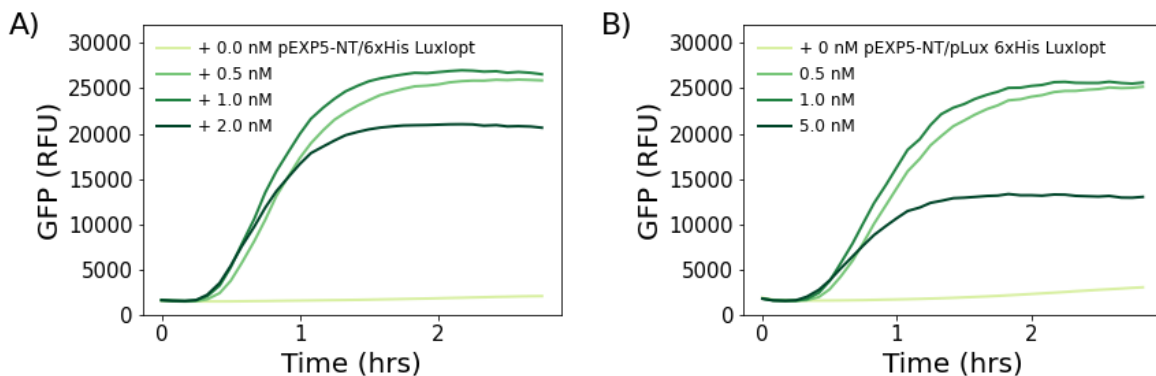 A)
GFP (RFU)
30000
25000
20000
15000
10000
5000
0
+ 0.0 nM pEXP5-NT/6xHis LuxIopt
+ 0.5 nM
+ 1.0 nM
+ 2.0 nM
0 1 2
Time (hrs)
B)
GFP (RFU)
30000
25000
20000
15000
10000
5000
0
+ 0 nM pEXP5-NT/pLux 6xHis LuxIopt
0.5 nM
1.0 nM
5.0 nM
0 1 2
Time (hrs)